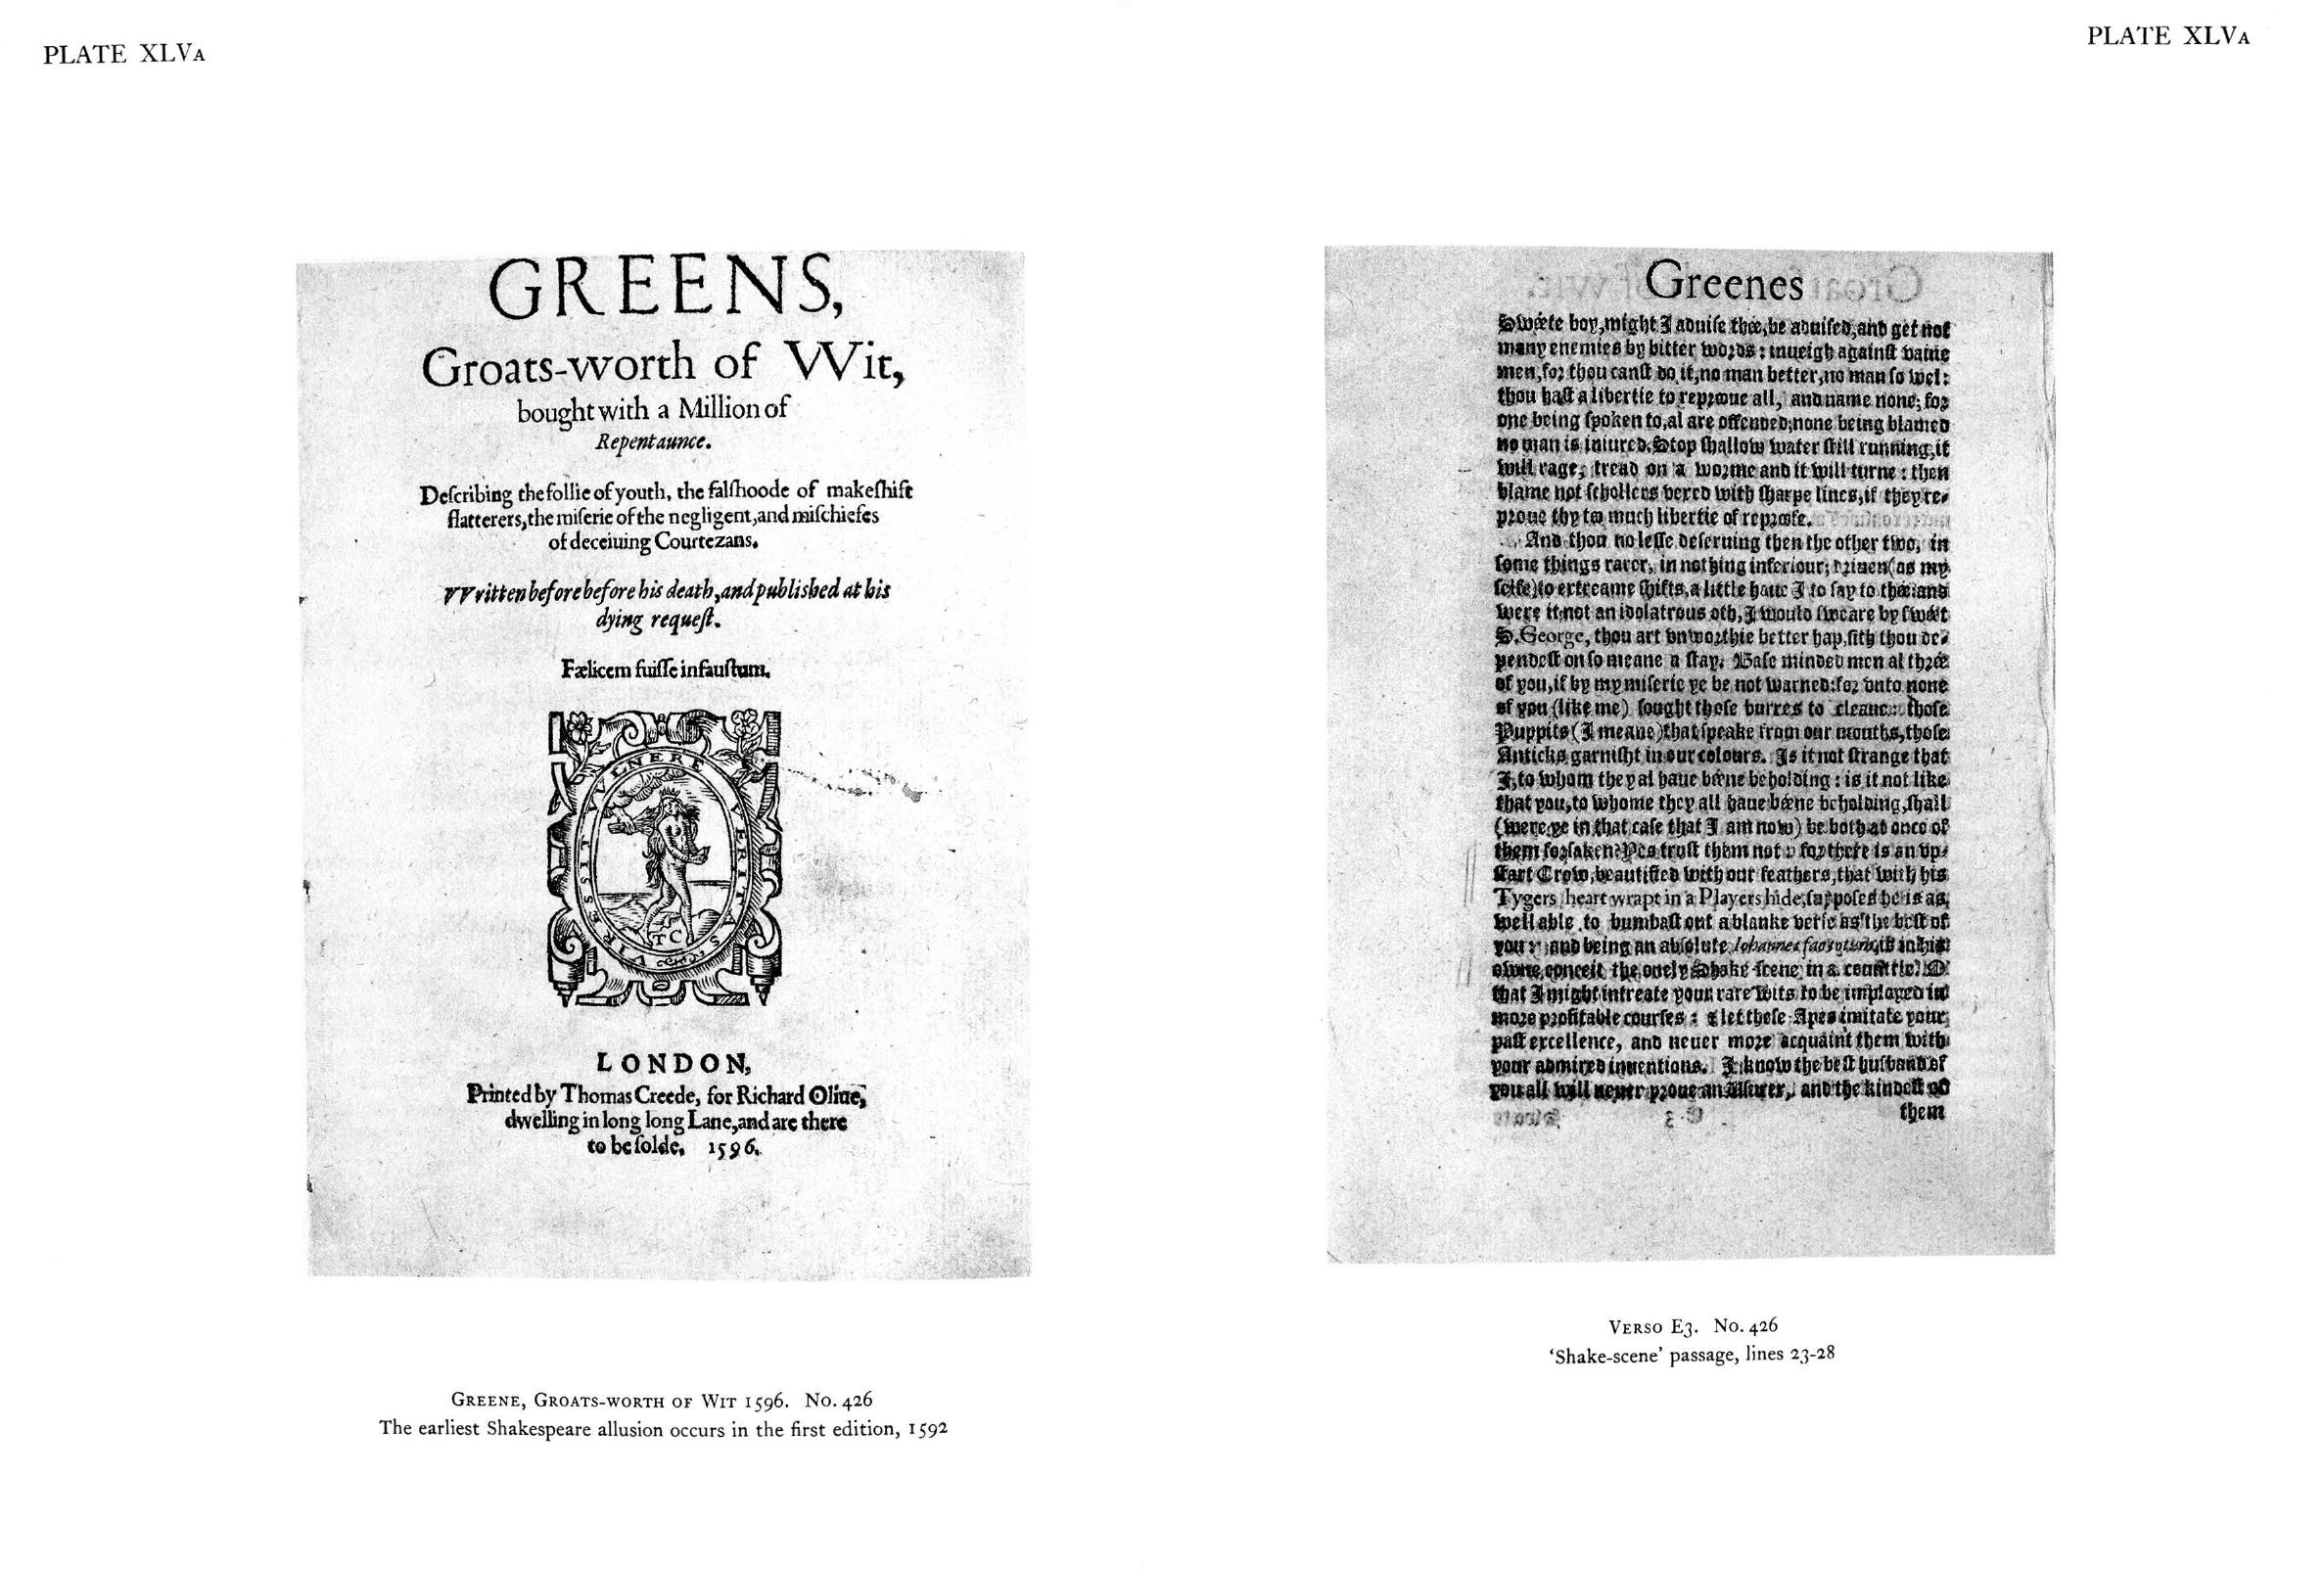 PLATE XLVA
PLATE XLVA
GREENS,
Groats-worth of VVit,
bought with a Million of
Repentaunce.
Deſcribing the follie of youth, the falſhoode of makeſhift
flatterers, the miſerie of the negligent, and miſchiefes
of deceiuing Courtezans.
VVritten before before his death, and published at his
dying requeſt.
Fælicem fuiſſe infauſtum.
VIRESSIT VULNERE VERITAS
TC
LONDON,
Printed by Thomas Creede, for Richard Oliue,
dwelling in long long Lane, and are there
to be ſolde. 1596.
GREENE, GROATS-WORTH OF WIT 1596. No. 426
The earliest Shakespeare allusion occurs in the first edition, 1592
Greenes
Sweete boy, might I aduiſe thee, be aduiſed, and get not
many enemies by bitter words: inueigh againſt vaine
men, for thou canſt do it, no man better, no man ſo wel:
thou haſt a libertie to reprooue all, and name none; for
one being ſpoken to, al are offended; none being blamed
no man is iniured. Stop ſhallow water ſtill running, it
will rage; tread on a worme and it will turne: then
blame not ſchollers vexed with ſharpe lines, if they re-
proue thy too much libertie of reproofe.
And thou no leſſe deſeruing then the other two, in
ſome things rarer, in nothing inferiour; driuen (as my
ſelfe) to extreame ſhifts, a little haue I to ſay to thee: and
were it not an idolatrous oth, I would ſweare by ſweet
S. George, thou art vnworthie better hap, ſith thou de-
pendeſt on ſo meane a ſtay. Baſe minded men al three
of you, if by my miſerie ye be not warned: for vnto none
of you (like me) ſought thoſe burres to cleaue: thoſe
Puppits (I meane) that ſpeake from our mouths, thoſe
Anticks garniſht in our colours. Is it not ſtrange that
I, to whom they al haue beene beholding: is it not like
that you, to whome they all haue beene beholding, ſhall
(were ye in that caſe that I am now) be both at once of
them forſaken? Yes truſt them not: for there is an vp-
ſtart Crow, beautified with our feathers, that with his
Tygers heart wrapt in a Players hide, ſuppoſes he is as
well able to bumbaſt out a blanke verſe as the beſt of
you: and being an abſolute Iohannes fac totum, is in his
owne conceit the onely Shake-ſcene in a countrie. O
that I might intreate your rare wits to be imployed in
more profitable courſes: & let theſe Apes imitate your
paſt excellence, and neuer more acquaint them with
your admired inuentions. I know the beſt huſband of
you all will neuer proue an Uſurer, and the kindeſt of
them
VERSO E3. No. 426
‘Shake-scene’ passage, lines 23-28